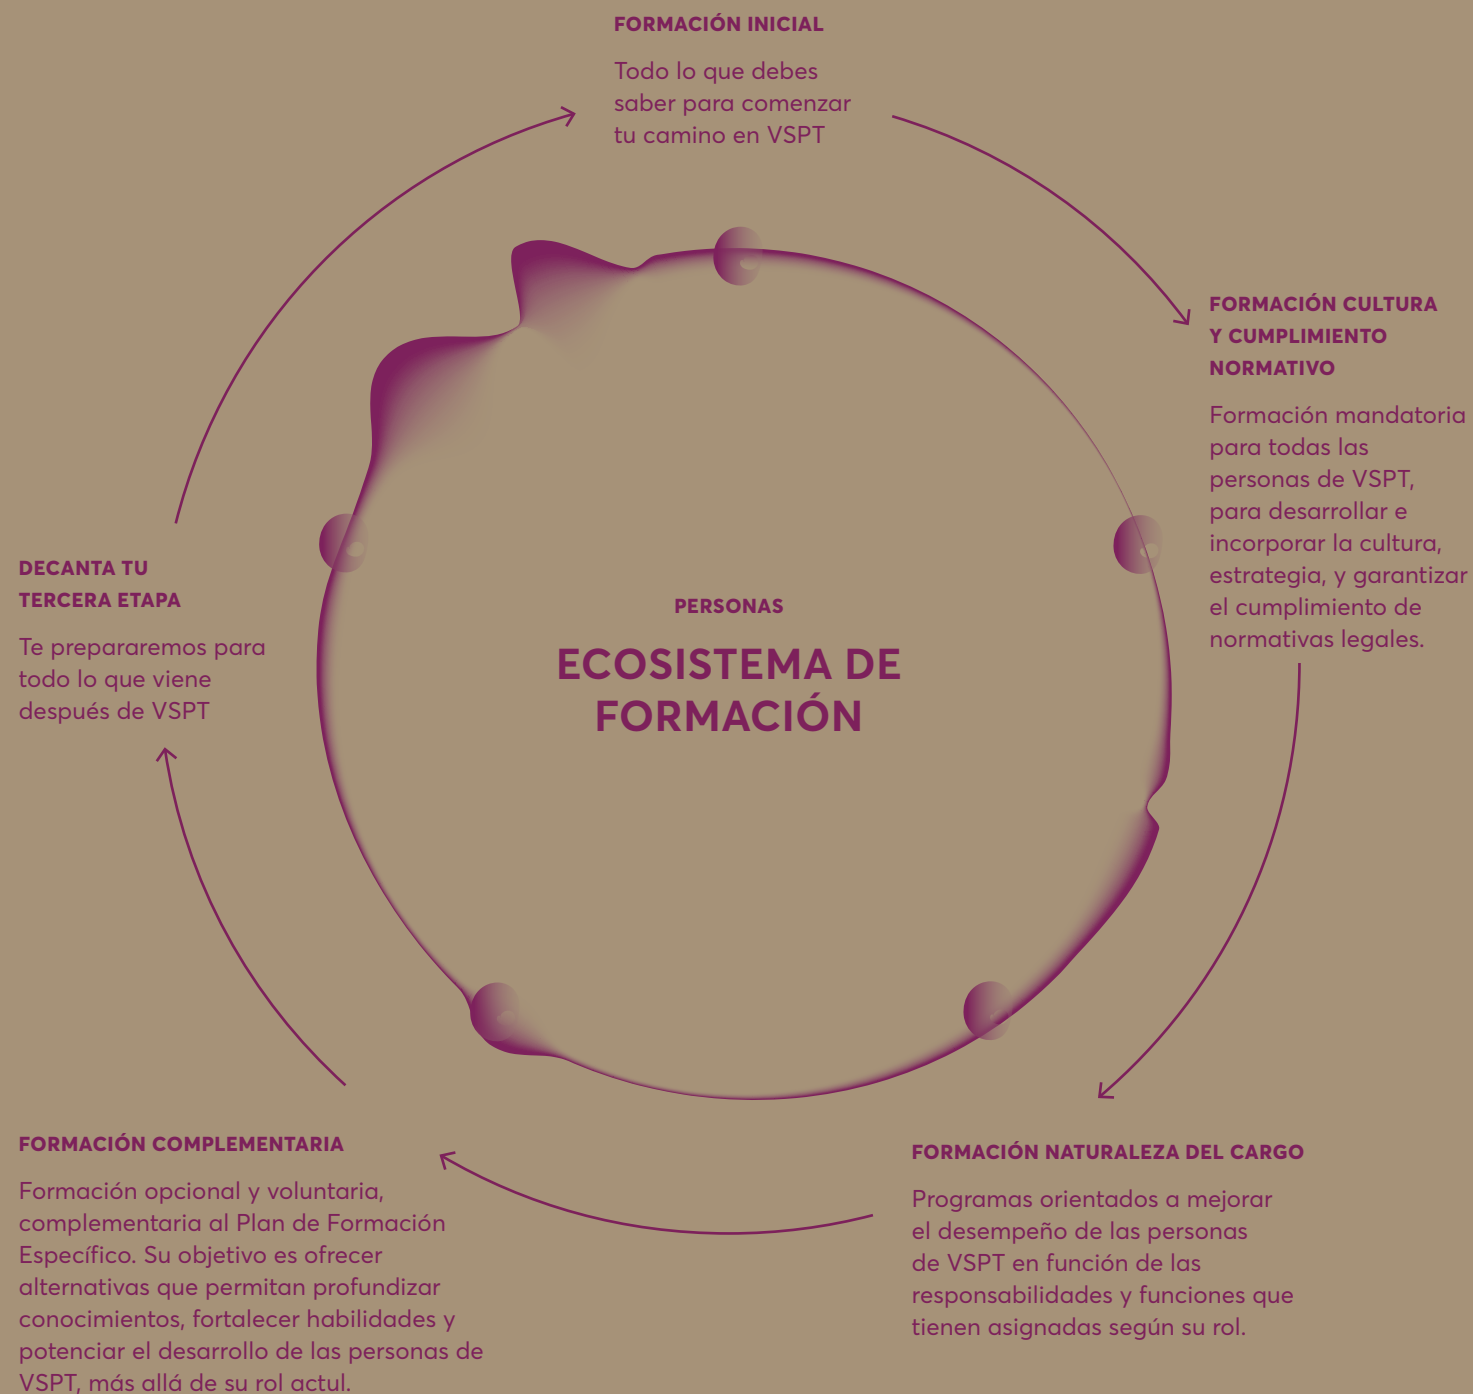 FORMACIÓN INICIAL
Todo lo que debes
saber para comenzar
tu camino en VSPT
FORMACIÓN CULTURA
Y CUMPLIMIENTO
NORMATIVO
Formación mandatoria
para todas las
personas de VSPT,
para desarrollar e
incorporar la cultura,
estrategia, y garantizar
el cumplimiento de
normativas legales.
DECANTA TU
TERCERA ETAPA
Te prepararemos para
todo lo que viene
después de VSPT
PERSONAS
ECOSISTEMA DE
FORMACIÓN
FORMACIÓN NATURALEZA DEL CARGO
Programas orientados a mejorar
el desempeño de las personas
de VSPT en función de las
responsabilidades y funciones que
tienen asignadas según su rol.
FORMACIÓN COMPLEMENTARIA
Formación opcional y voluntaria,
complementaria al Plan de Formación
Específico. Su objetivo es ofrecer
alternativas que permitan profundizar
conocimientos, fortalecer habilidades y
potenciar el desarrollo de las personas de
VSPT, más allá de su rol actul.